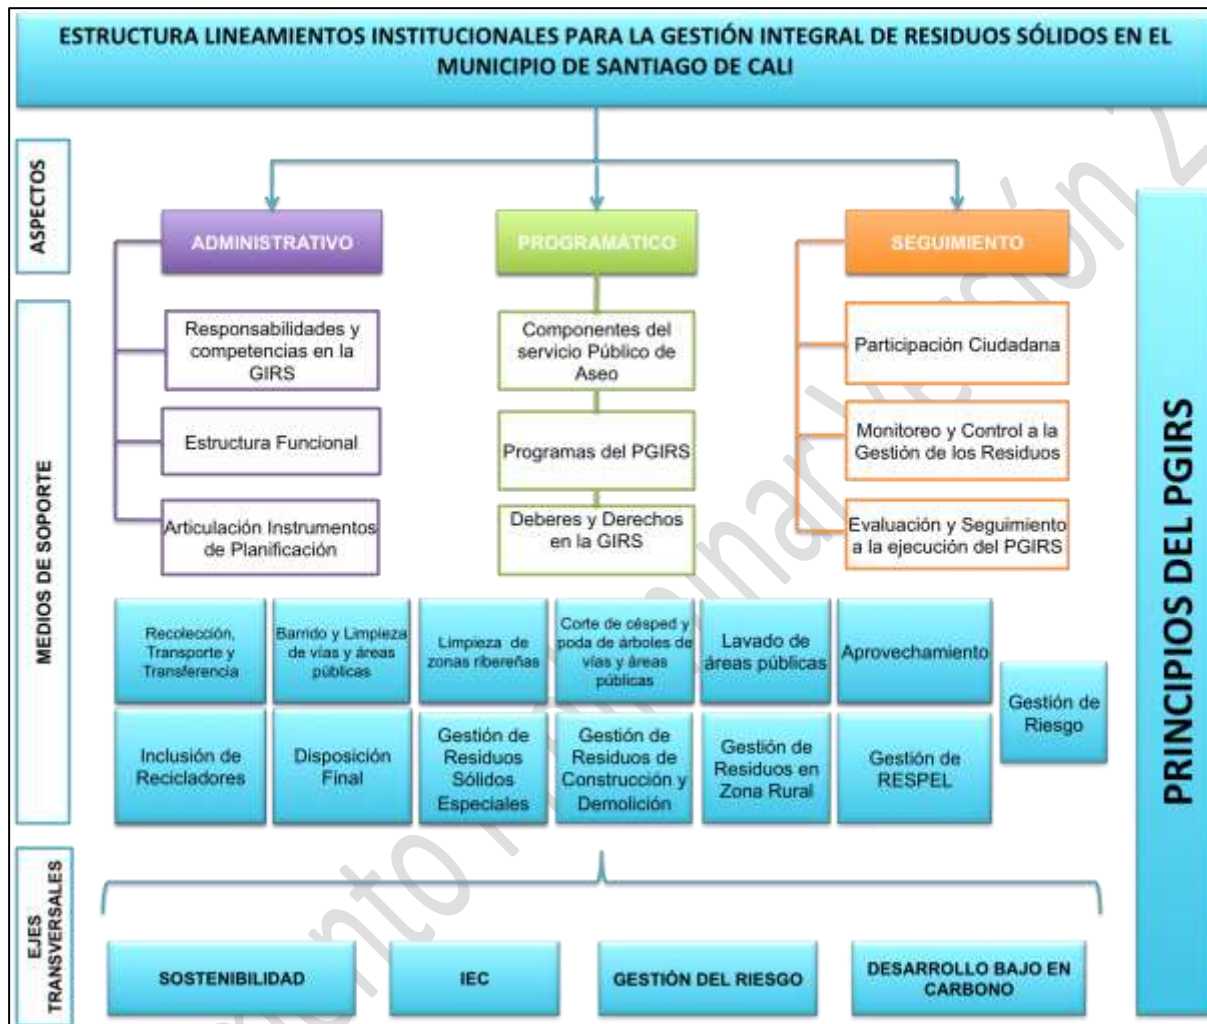 ESTRUCTURA LINEAMIENTOS INSTITUCIONALES PARA LA GESTIÓN INTEGRAL DE RESIDUOS SÓLIDOS EN EL
MUNICIPIO DE SANTIAGO DE CALI
ASPECTOS
ADMINISTRATIVO
PROGRAMÁTICO
SEGUIMIENTO
MEDIOS DE SOPORTE
Responsabilidades y
competencias en la
GIRS
Estructura Funcional
Articulación Instrumentos
de Planificación
Componentes del
servicio Público de
Aseo
Programas del PGIRS
Deberes y Derechos
en la GIRS
Participación Ciudadana
Monitoreo y Control a la
Gestión de los Residuos
Evaluación y Seguimiento
a la ejecución del PGIRS
Recolección,
Transporte y
Transferencia
Barrido y Limpieza
de vías y áreas
públicas
Limpieza de
zonas ribereñas
Corte de césped y
poda de árboles de
vías y áreas
públicas
Lavado de
áreas públicas
Aprovechamiento
Gestión de
Riesgo
Inclusión de
Recicladores
Disposición
Final
Gestión de
Residuos
Sólidos
Especiales
Gestión de
Residuos de
Construcción y
Demolición
Gestión de
Residuos en
Zona Rural
Gestión de
RESPEL
EJES
TRANSVERSALES
SOSTENIBILIDAD
IEC
GESTIÓN DEL RIESGO
DESARROLLO BAJO EN
CARBONO
PRINCIPIOS DEL PGIRS